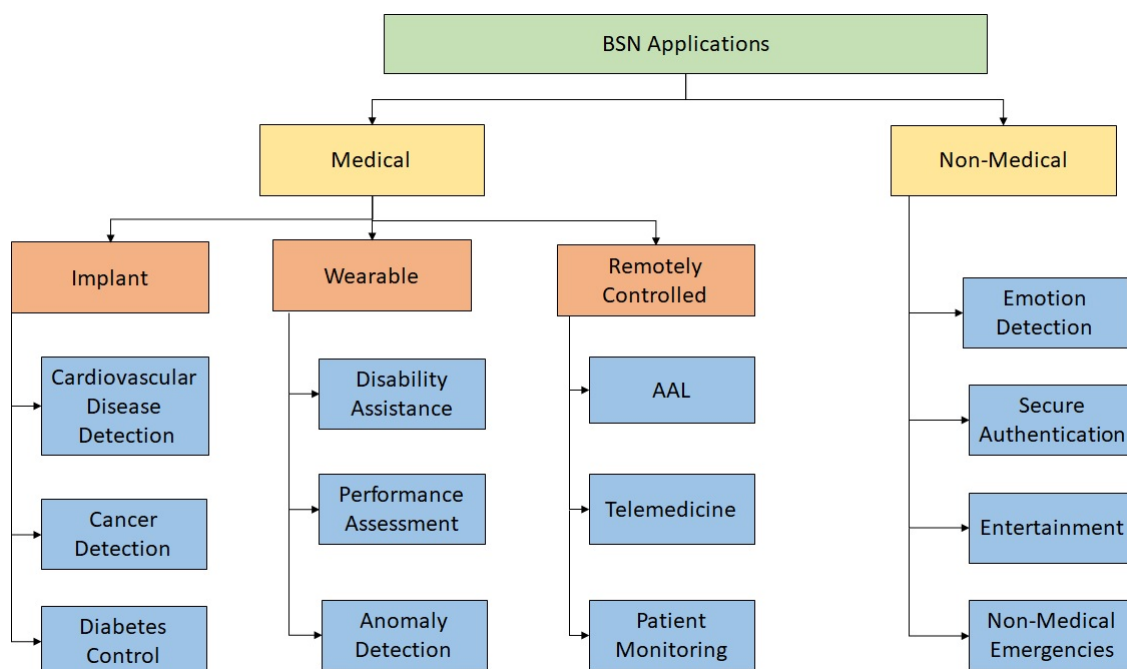 BSN Applications
Medical
Non-Medical
Implant
Wearable
Remotely
Controlled
Cardiovascular
Disease
Detection
Cancer
Detection
Diabetes
Control
Disability
Assistance
Performance
Assessment
Anomaly
Detection
AAL
Telemedicine
Patient
Monitoring
Emotion
Detection
Secure
Authentication
Entertainment
Non-Medical
Emergencies